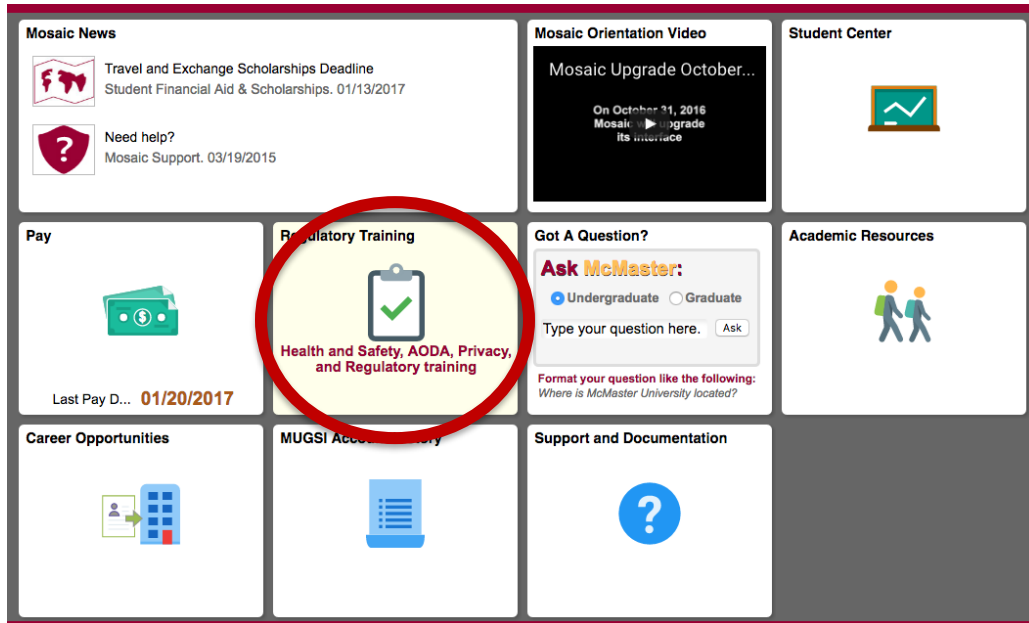 Mosaic News
Travel and Exchange Scholarships Deadline
Student Financial Aid & Scholarships. 01/13/2017
?
Need help?
Mosaic Support. 03/19/2015
Mosaic Orientation Video
Mosaic Upgrade October...
On October 31, 2016
Mosaic will upgrade
its interface
Student Center
Pay
$
Last Pay D... 01/20/2017
Regulatory Training
Health and Safety, AODA, Privacy,
and Regulatory training
Got A Question?
Ask McMaster:
Undergraduate Graduate
Type your question here. Ask
Format your question like the following:
Where is McMaster University located?
Academic Resources
Career Opportunities
MUGSI
Support and Documentation
?